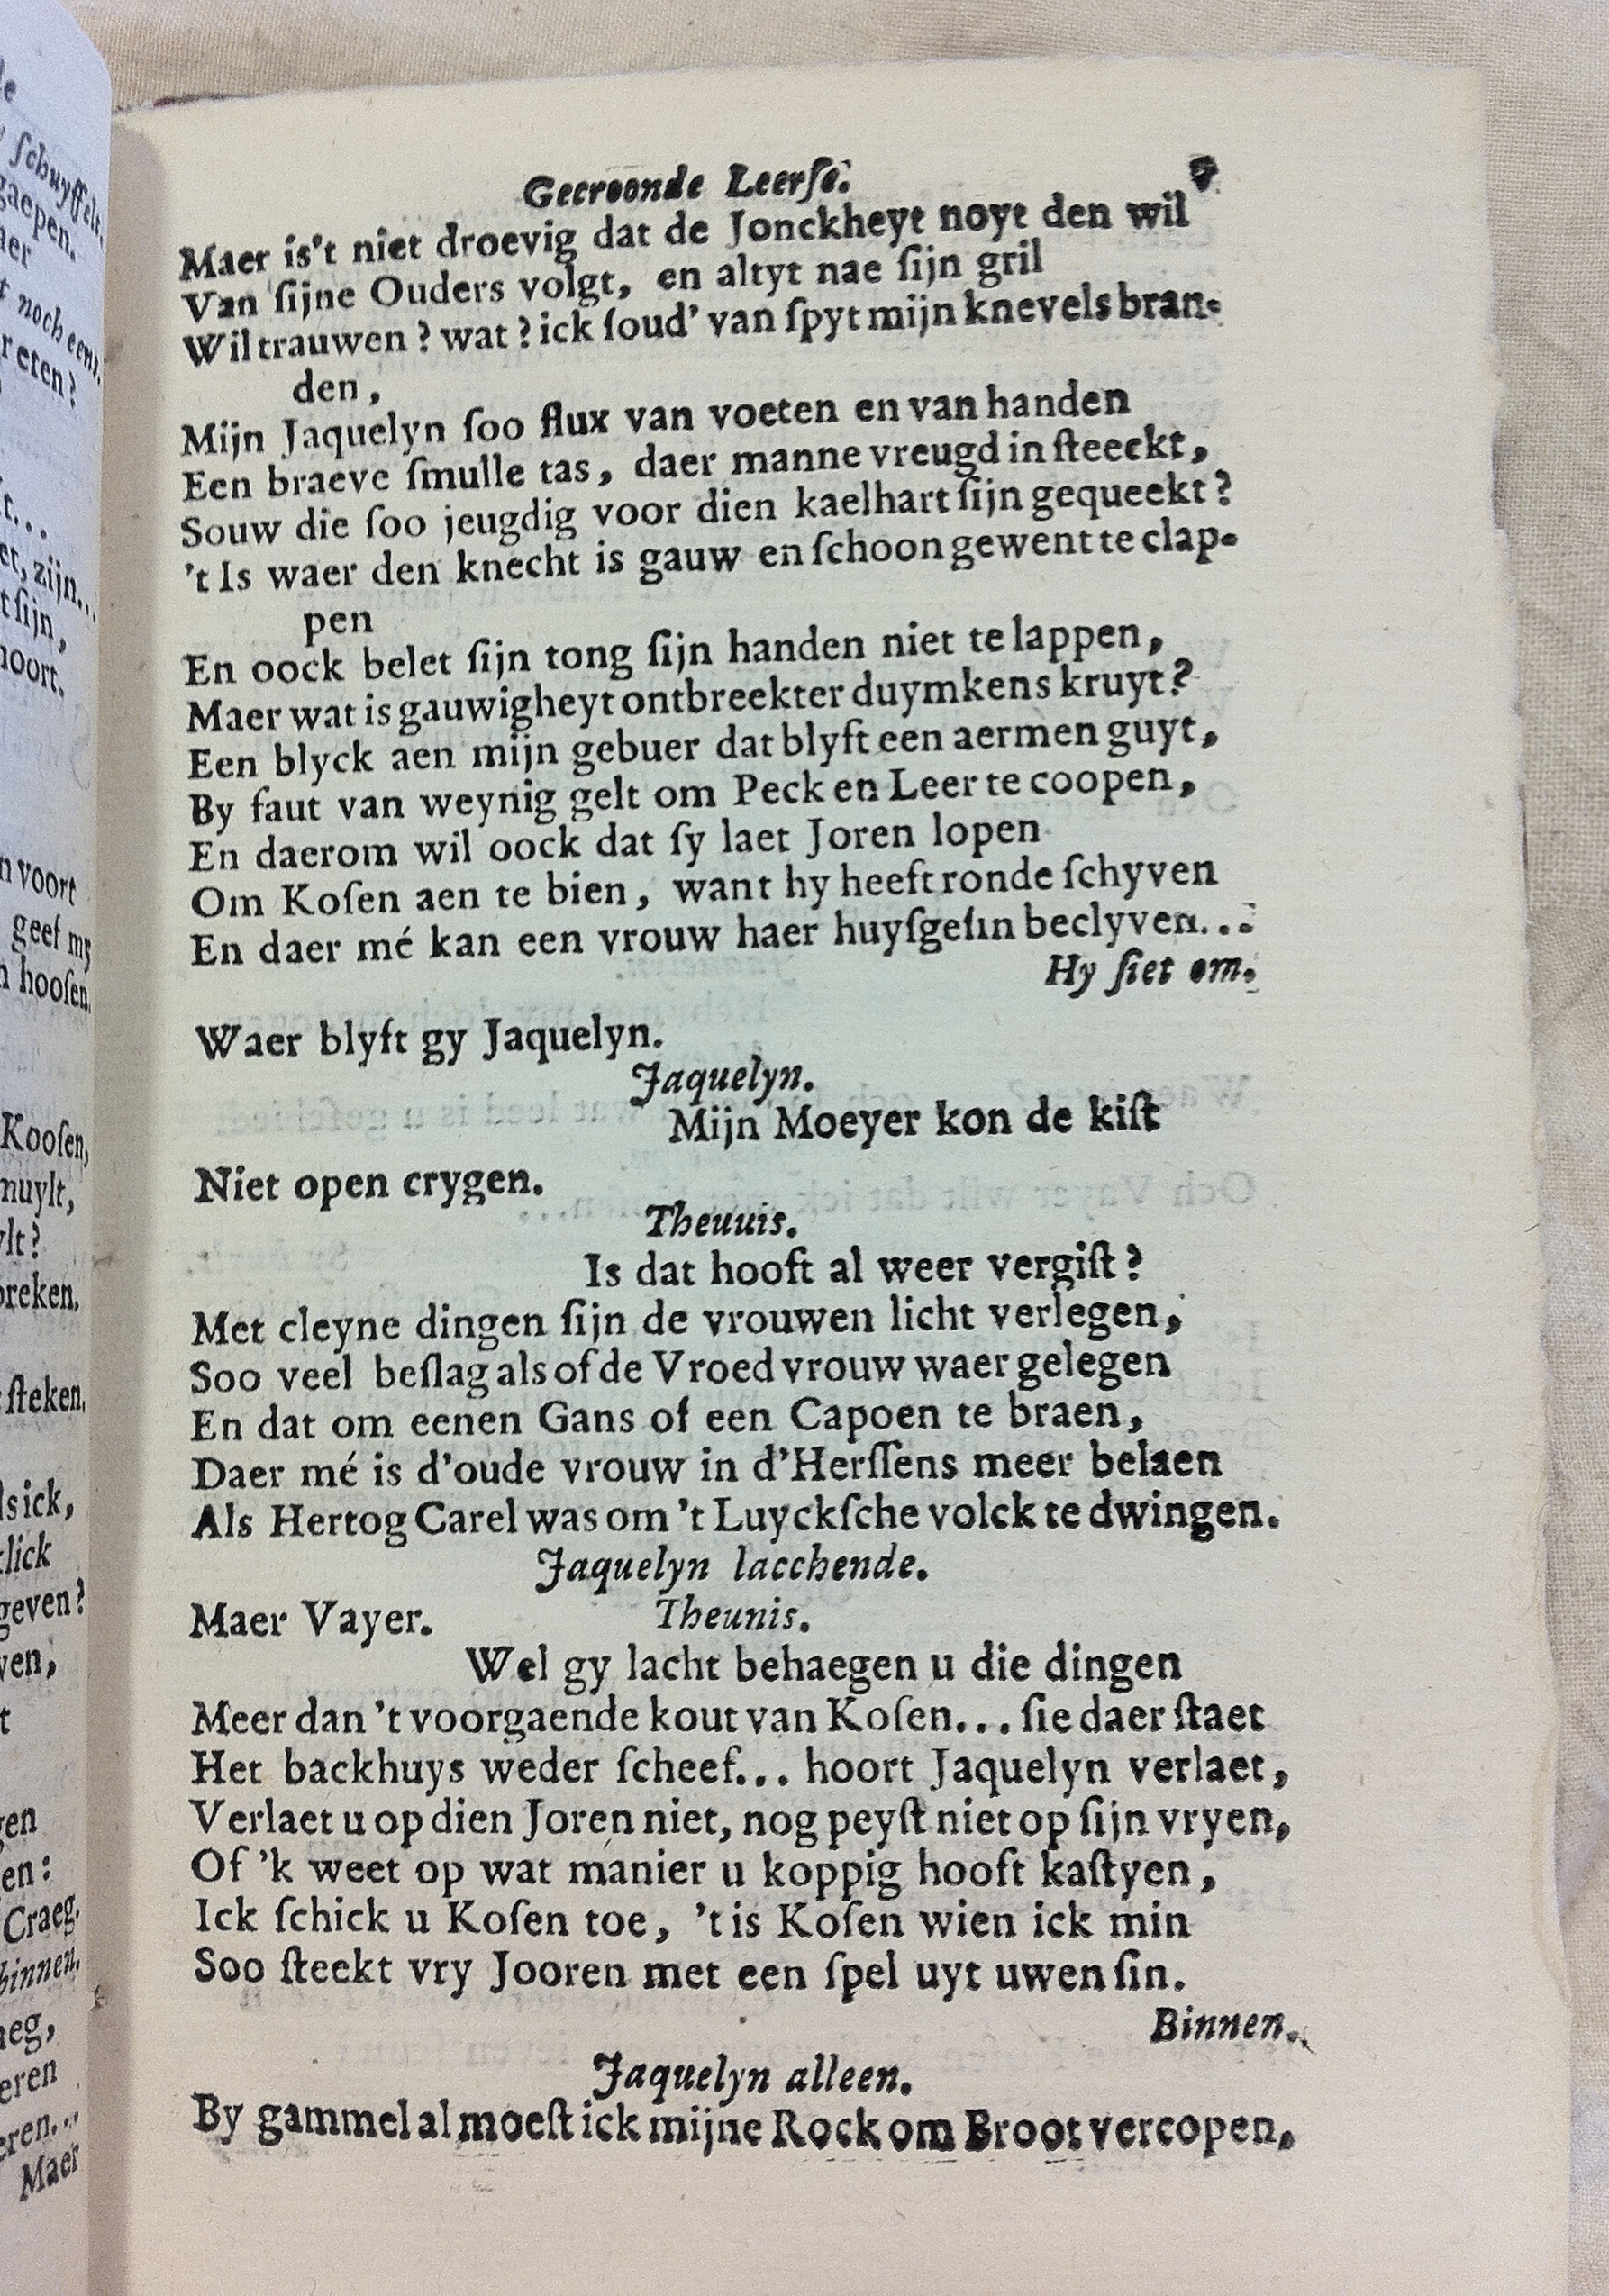 Gecroonde Leerſe.
Maer is't niet droevig dat de Jonckheyt noyt den wil
Van ſijne Ouders volgt, en altyt nae ſijn gril
Wil trauwen? wat? ick ſoud' van ſpyt mijn knevels bran-
den,
Mijn Jaquelyn ſoo flux van voeten en van handen
Een braeve ſmulle tas, daer manne vreugd in ſteeckt,
Souw die ſoo jeugdig voor dien kaelhart ſijn gequeekt?
't Is waer den knecht is gauw en ſchoon gewent te clap-
pen
En oock belet ſijn tong ſijn handen niet te lappen,
Maer wat is gauwigheyt ontbreekter duymkens kruyt?
Een blyck aen mijn gebuer dat blyft een aermen guyt,
By faut van weynig gelt om Peck en Leer te coopen,
En daerom wil oock dat ſy laet Joren lopen
Om Koſen aen te bien, want hy heeft ronde ſchyven
En daer mé kan een vrouw haer huyſgeſin beclyven...
Hy ſiet om.
Waer blyft gy Jaquelyn.
Jaquelyn.
Mijn Moeyer kon de kiſt
Niet open crygen.
Theuuis.
Is dat hooft al weer vergiſt?
Met cleyne dingen ſijn de vrouwen licht verlegen,
Soo veel beſlag als of de Vroed vrouw waer gelegen
En dat om eenen Gans of een Capoen te braen,
Daer mé is d'oude vrouw in d'Herſſens meer belaen
Als Hertog Carel was om 't Luyckſche volck te dwingen.
Jaquelyn lacchende.
Maer Vayer. Theunis.
Wel gy lacht behaegen u die dingen
Meer dan 't voorgaende kout van Koſen... ſie daer ſtaet
Het backhuys weder ſcheef... hoort Jaquelyn verlaet,
Verlaet u op dien Joren niet, nog peyſt niet op ſijn vryen,
Of 'k weet op wat manier u koppig hooft kaſtyen,
Ick ſchick u Koſen toe, 't is Koſen wien ick min
Soo ſteekt vry Jooren met een ſpel uyt uwen ſin.
Binnen.
Jaquelyn alleen.
By gammel al moeſt ick mijne Rock om Broot vercopen,